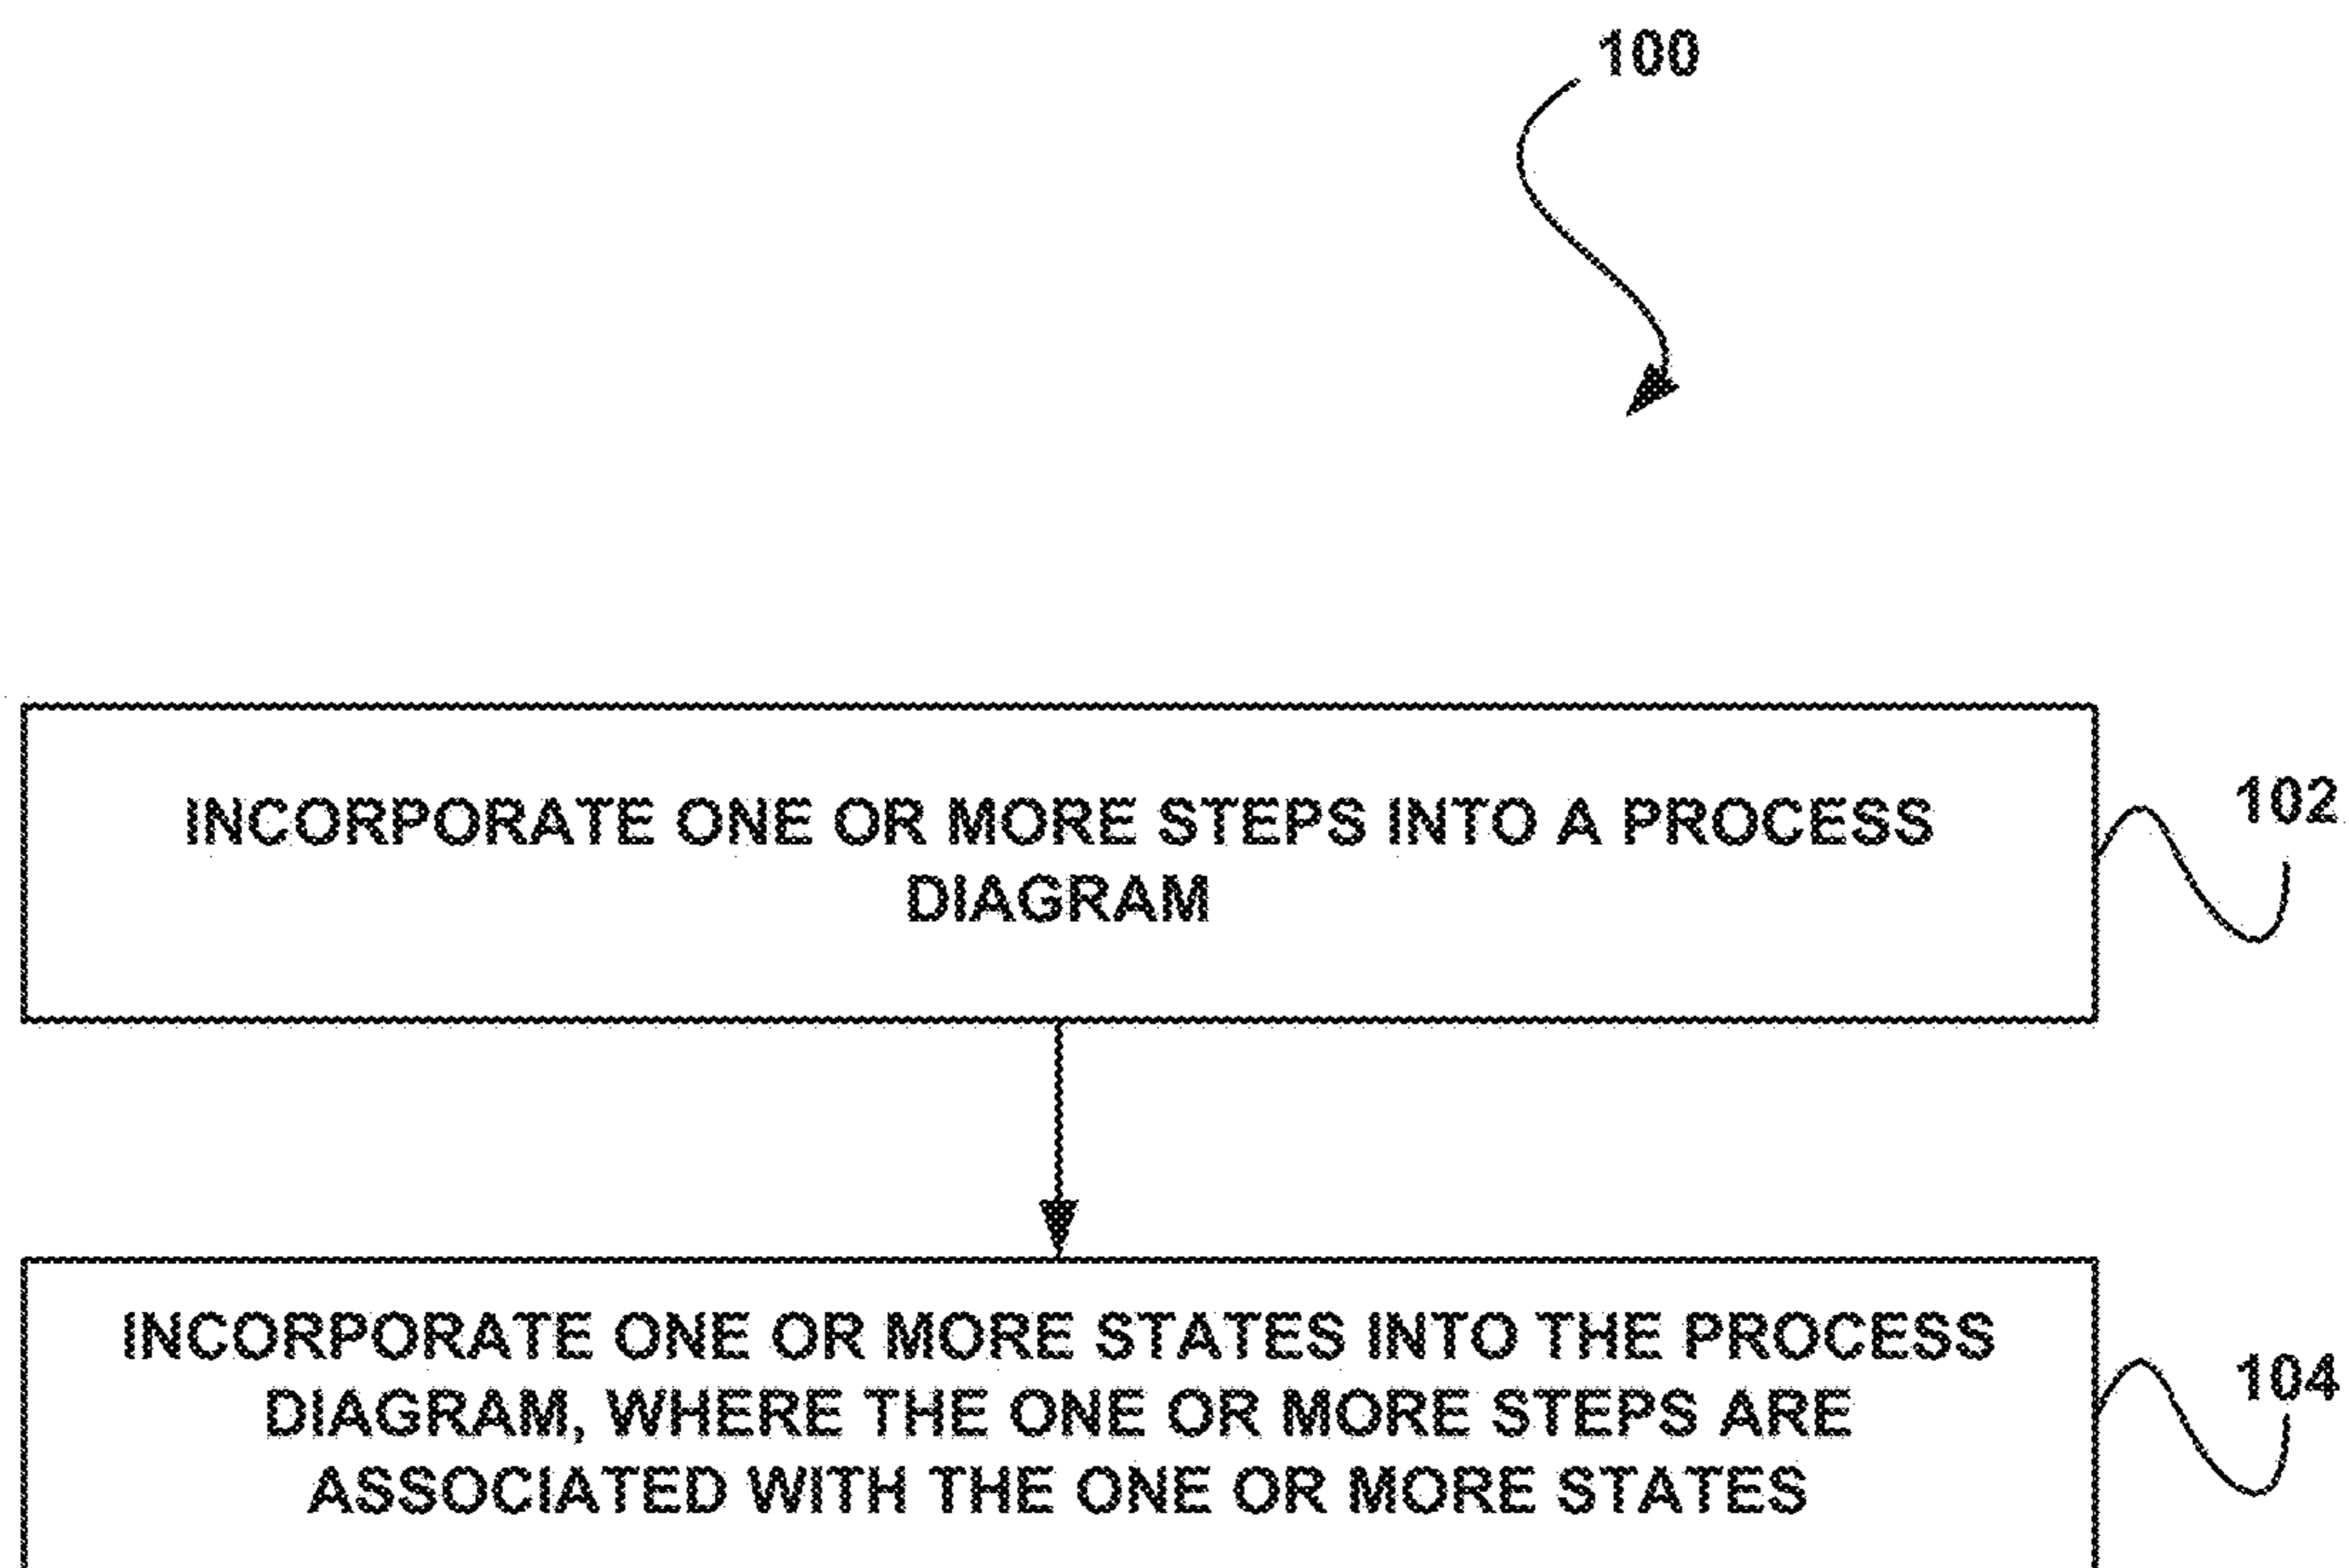 100
INCORPORATE ONE OR MORE STEPS INTO A PROCESS
DIAGRAM
102
INCORPORATE ONE OR MORE STATES INTO THE PROCESS
DIAGRAM, WHERE THE ONE OR MORE STEPS ARE
ASSOCIATED WITH THE ONE OR MORE STATES
104